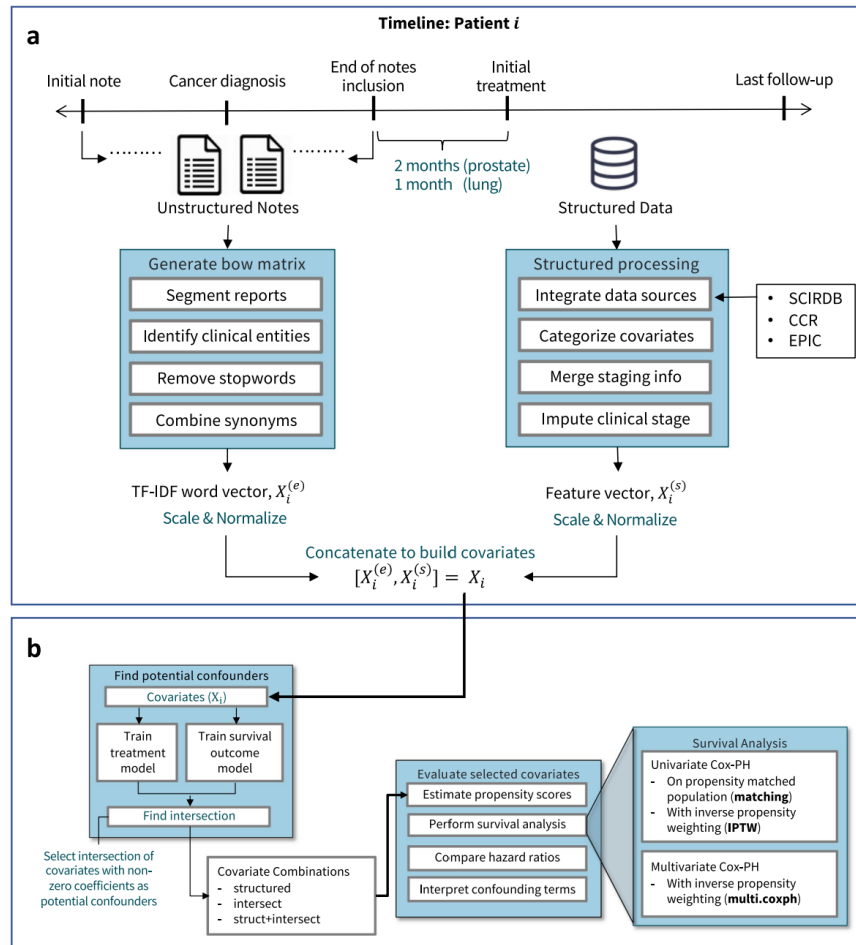 Timeline: Patient i
a
Initial note
Cancer diagnosis
End of notes
inclusion
Initial
treatment
Last follow-up
2 months (prostate)
1 month (lung)
Unstructured Notes
Structured Data
Generate bow matrix
Segment reports
Identify clinical entities
Remove stopwords
Combine synonyms
Structured processing
Integrate data sources
Categorize covariates
Merge staging info
Impute clinical stage
• SCIRDB
• CCR
• EPIC
TF-IDF word vector, X_i^(e)
Scale & Normalize
Feature vector, X_i^(s)
Scale & Normalize
Concatenate to build covariates
[X_i^(e), X_i^(s)] = X_i
b
Find potential confounders
Covariates (X_i)
Train
treatment
model
Train survival
outcome
model
Find intersection
Select intersection of
covariates with non-
zero coefficients as
potential confounders
Covariate Combinations
- structured
- intersect
- struct+intersect
Evaluate selected covariates
Estimate propensity scores
Perform survival analysis
Compare hazard ratios
Interpret confounding terms
Survival Analysis
Univariate Cox-PH
- On propensity matched
population (matching)
- With inverse propensity
weighting (IPTW)
Multivariate Cox-PH
- With inverse propensity
weighting (multi.coxph)